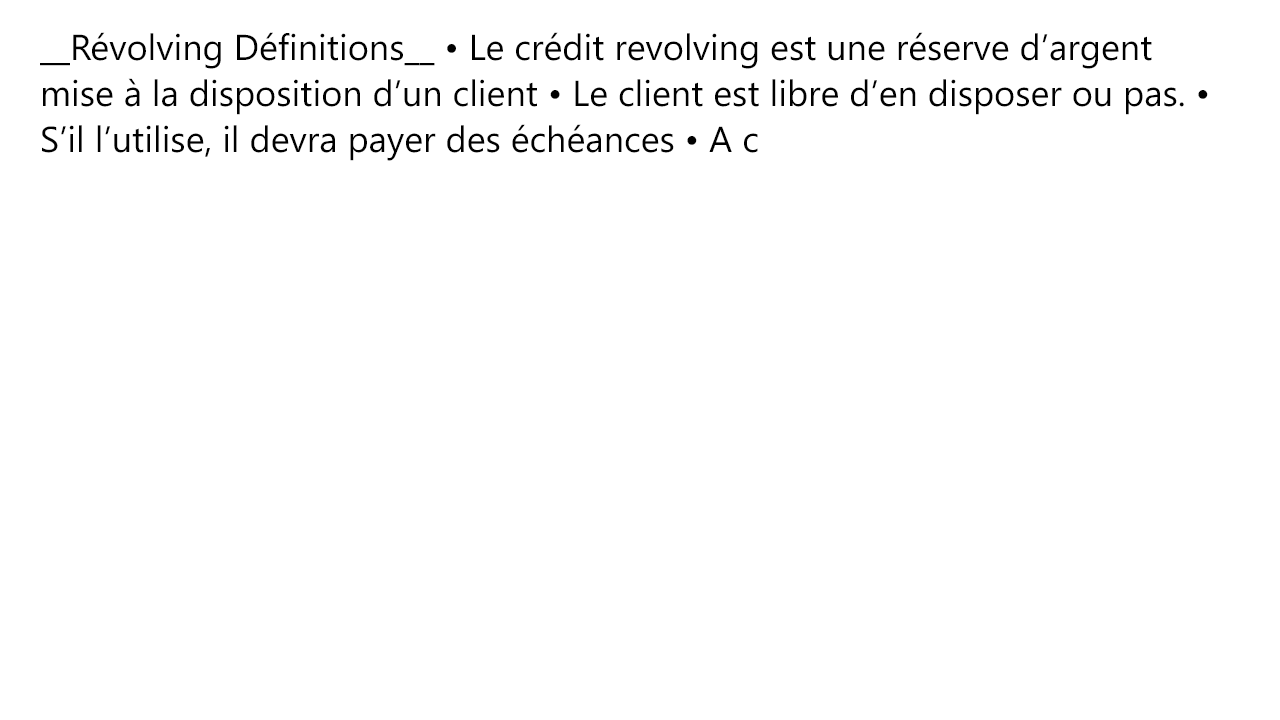 __Révolving Définitions__ • Le crédit revolving est une réserve d’argent
mise à la disposition d’un client • Le client est libre d’en disposer ou pas. •
S’il l’utilise, il devra payer des échéances • A c